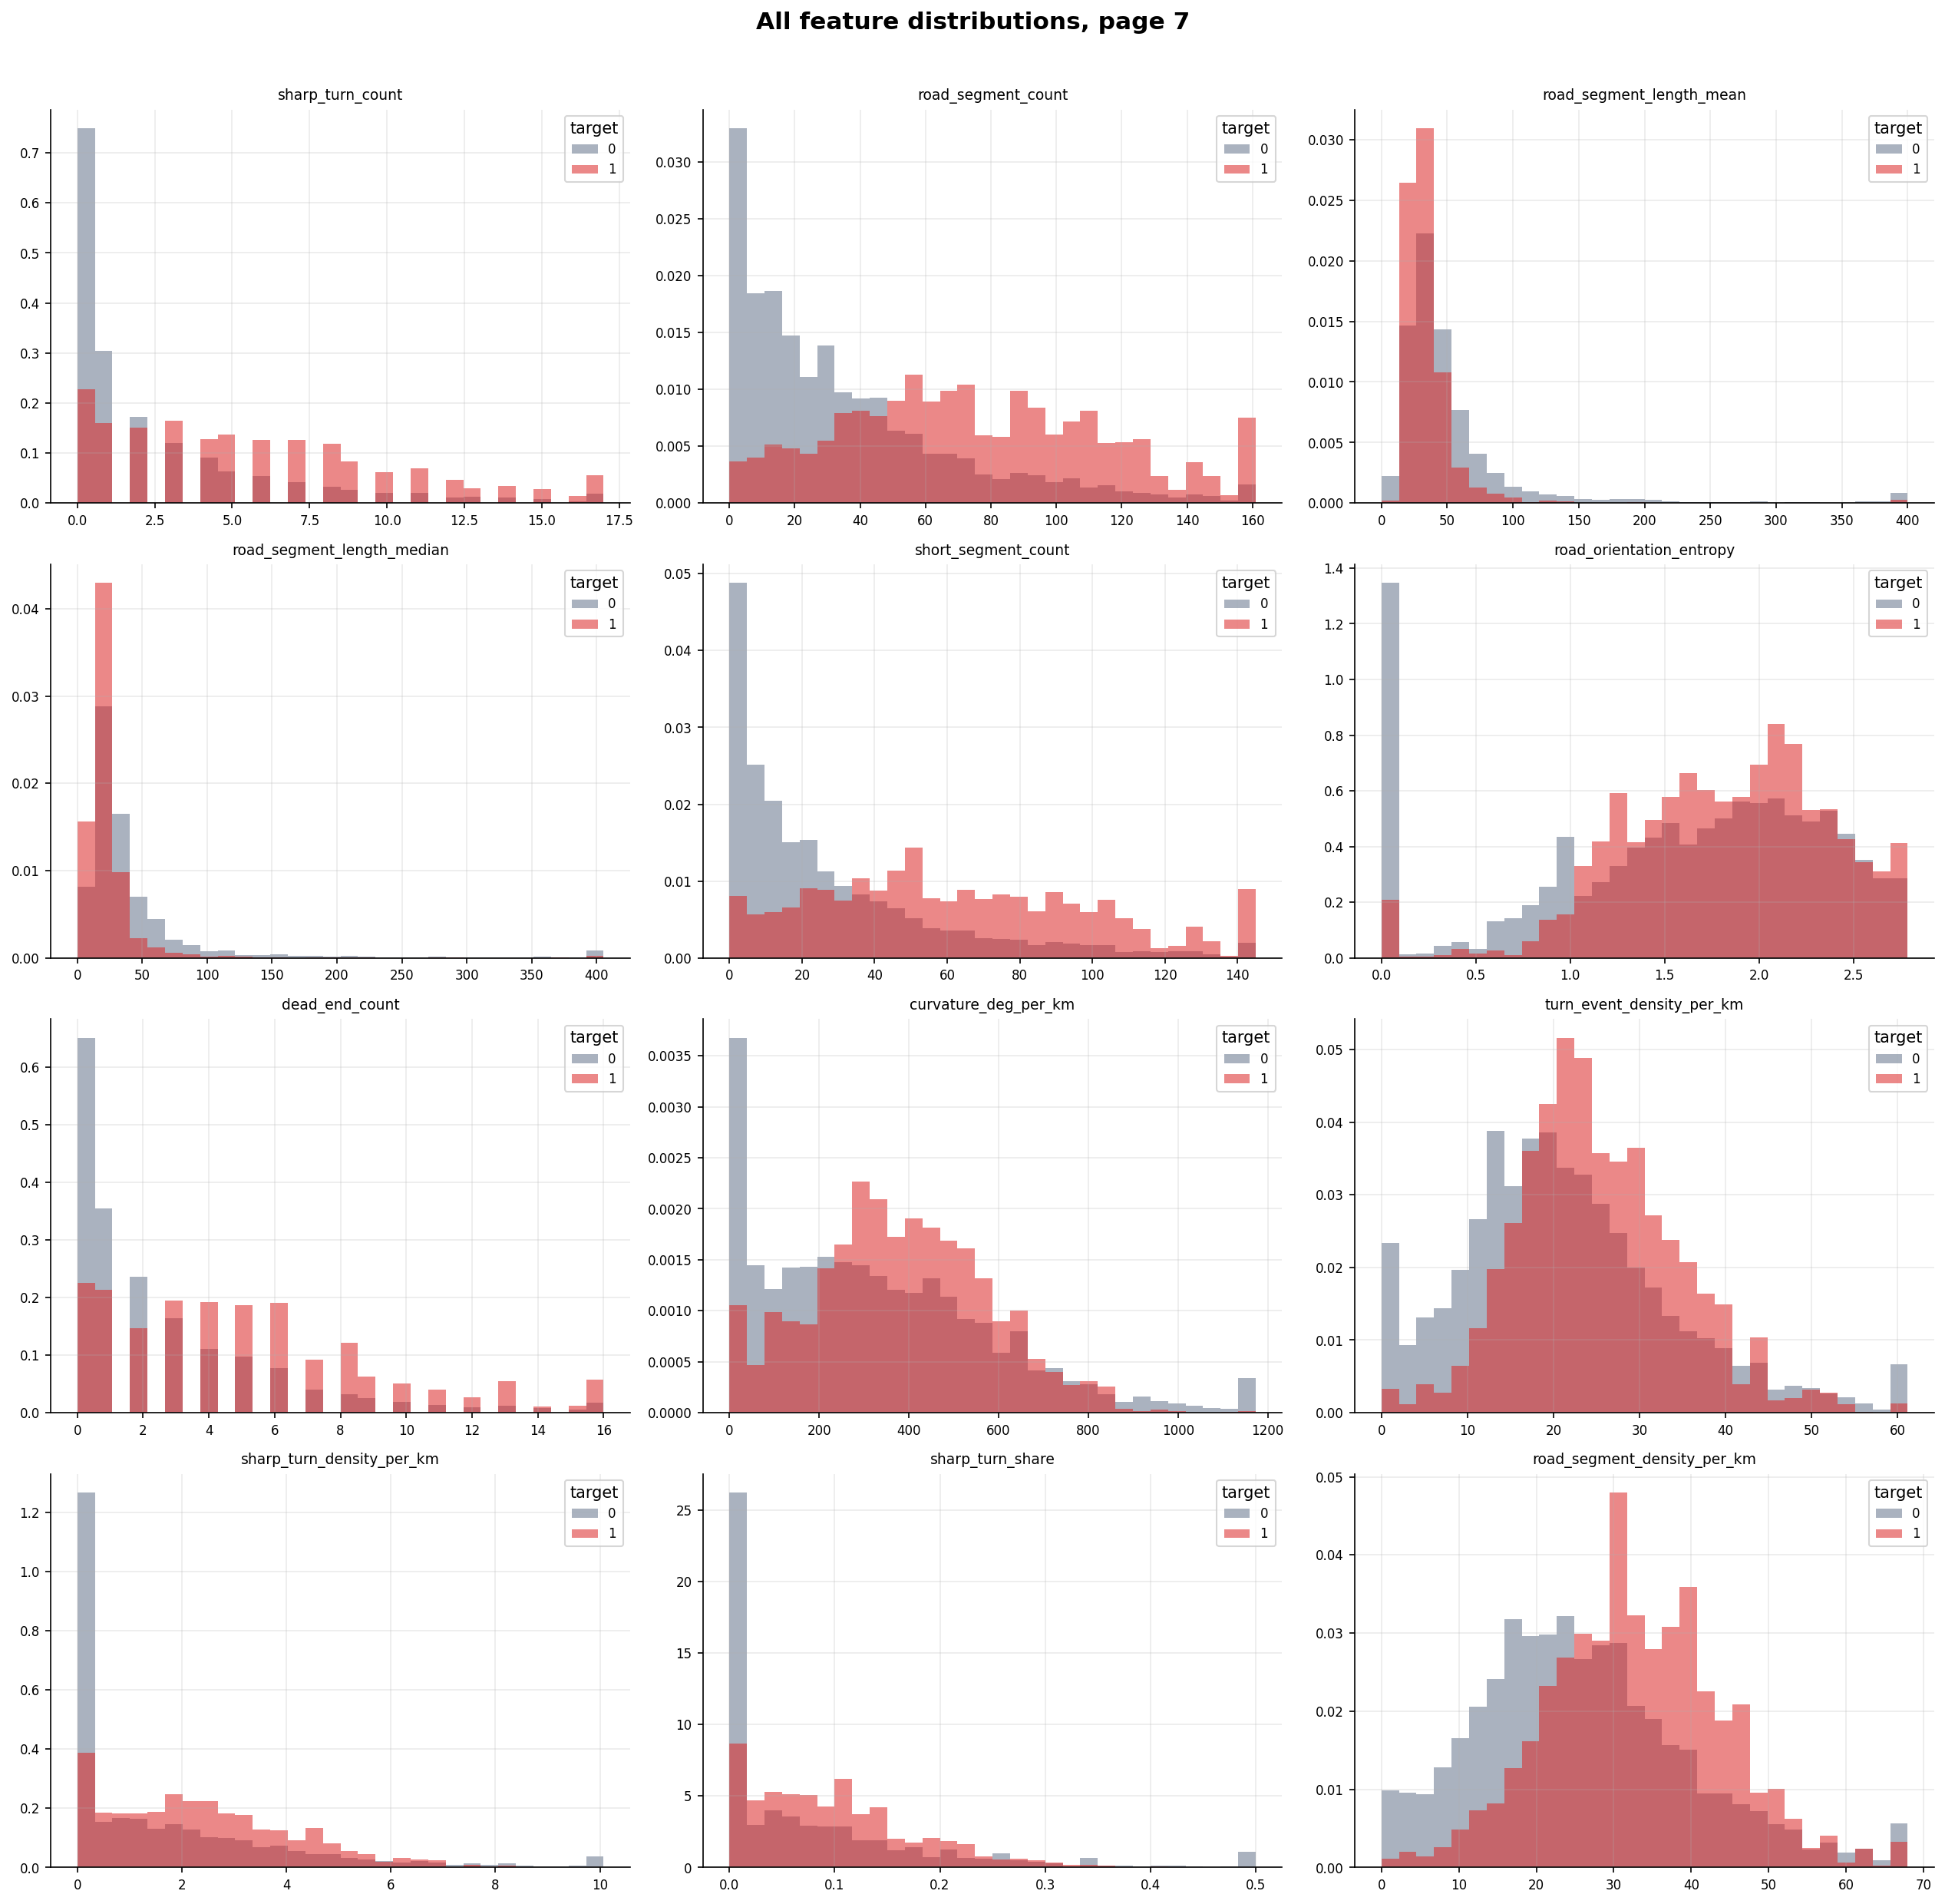 All feature distributions, page 7
sharp_turn_count
target
0
1
0.7
0.6
0.5
0.4
0.3
0.2
0.1
0.0
0.0 2.5 5.0 7.5 10.0 12.5 15.0 17.5
road_segment_count
target
0
1
0.030
0.025
0.020
0.015
0.010
0.005
0.000
0 20 40 60 80 100 120 140 160
road_segment_length_mean
target
0
1
0.030
0.025
0.020
0.015
0.010
0.005
0.000
0 50 100 150 200 250 300 350 400
road_segment_length_median
target
0
1
0.04
0.03
0.02
0.01
0.00
0 50 100 150 200 250 300 350 400
short_segment_count
target
0
1
0.05
0.04
0.03
0.02
0.01
0.00
0 20 40 60 80 100 120 140
road_orientation_entropy
target
0
1
1.4
1.2
1.0
0.8
0.6
0.4
0.2
0.0
0.0 0.5 1.0 1.5 2.0 2.5
dead_end_count
target
0
1
0.6
0.5
0.4
0.3
0.2
0.1
0.0
0 2 4 6 8 10 12 14 16
curvature_deg_per_km
target
0
1
0.0035
0.0030
0.0025
0.0020
0.0015
0.0010
0.0005
0.0000
0 200 400 600 800 1000 1200
turn_event_density_per_km
target
0
1
0.05
0.04
0.03
0.02
0.01
0.00
0 10 20 30 40 50 60
sharp_turn_density_per_km
target
0
1
1.2
1.0
0.8
0.6
0.4
0.2
0.0
0 2 4 6 8 10
sharp_turn_share
target
0
1
25
20
15
10
5
0
0.0 0.1 0.2 0.3 0.4 0.5
road_segment_density_per_km
target
0
1
0.05
0.04
0.03
0.02
0.01
0.00
0 10 20 30 40 50 60 70